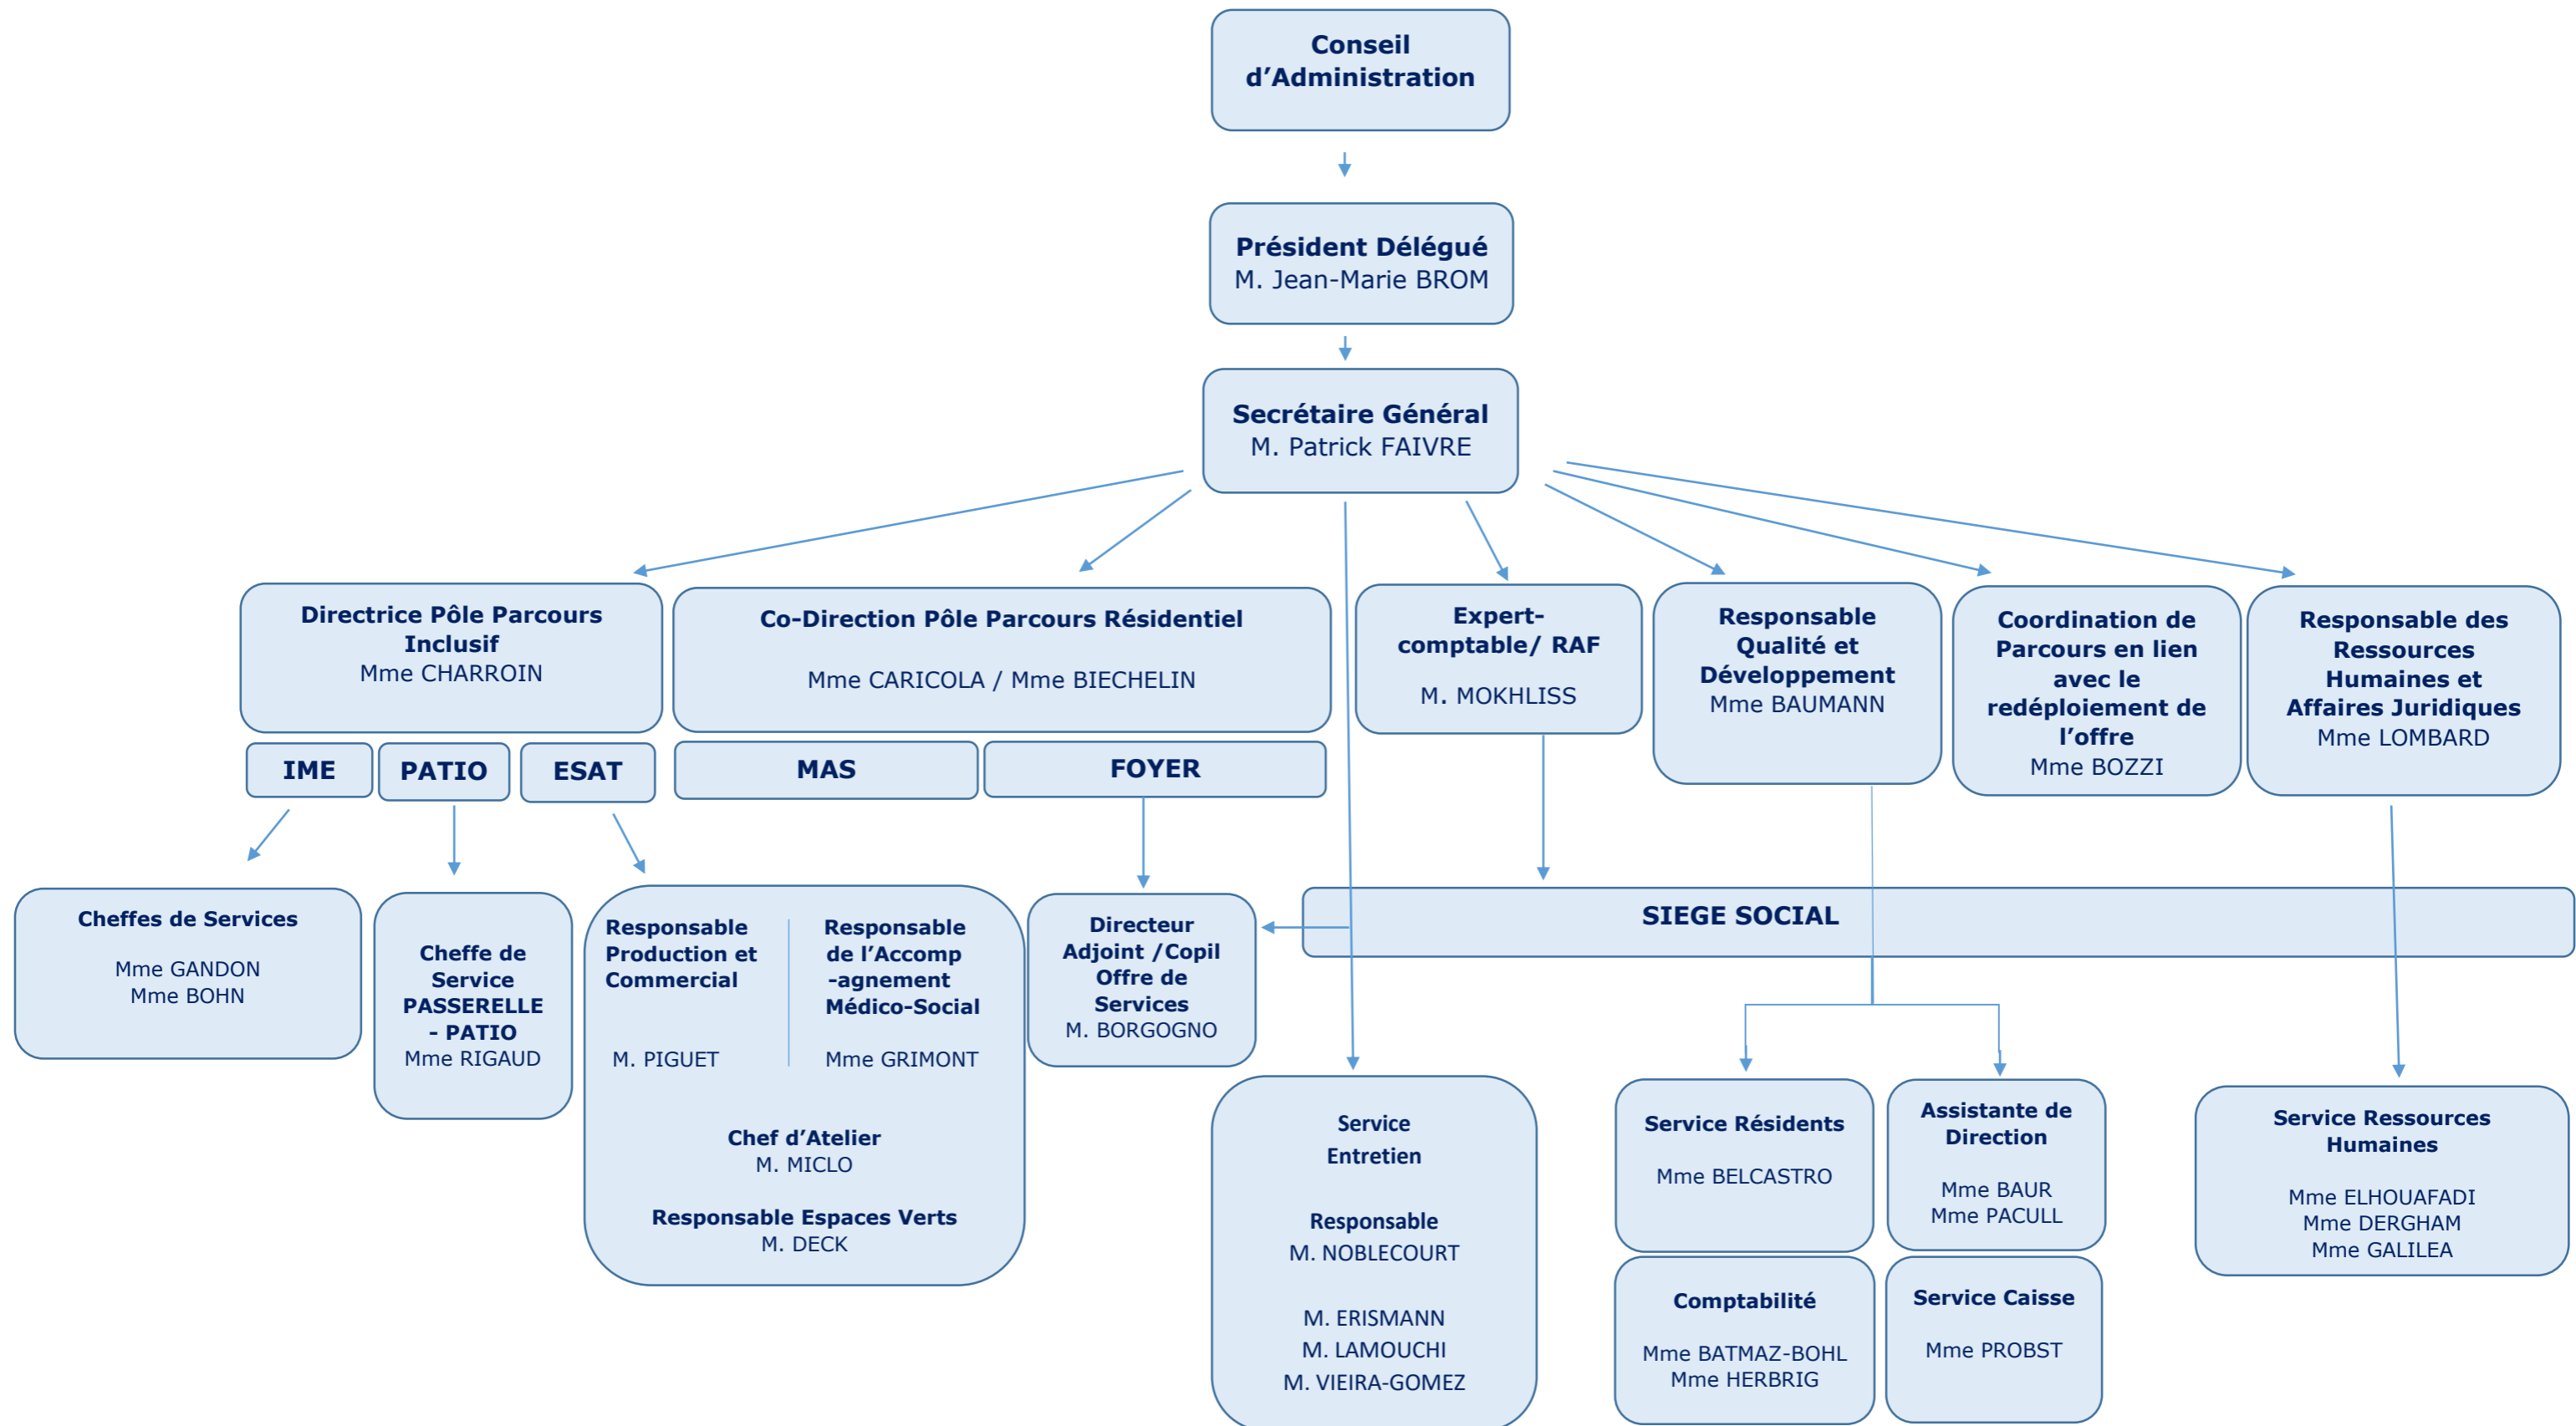 Conseil
d’Administration
Président Délégué
M. Jean-Marie BROM
Secrétaire Général
M. Patrick FAIVRE
Directrice Pôle Parcours
Inclusif
Mme CHARROIN
Co-Direction Pôle Parcours Résidentiel
Mme CARICOLA / Mme BIECHELIN
Expert-
comptable/ RAF
M. MOKHLISS
Responsable
Qualité et
Développement
Mme BAUMANN
Coordination de
Parcours en lien
avec le
redéploiement de
l’offre
Mme BOZZI
Responsable des
Ressources
Humaines et
Affaires Juridiques
Mme LOMBARD
IME
PATIO
ESAT
MAS
FOYER
Cheffes de Services
Mme GANDON
Mme BOHN
Cheffe de
Service
PASSERELLE
- PATIO
Mme RIGAUD
Responsable
Production et
Commercial
M. PIGUET
Responsable
de l’Accomp
-agnement
Médico-Social
Mme GRIMONT
Chef d’Atelier
M. MICLO
Responsable Espaces Verts
M. DECK
Directeur
Adjoint /Copil
Offre de
Services
M. BORGOGNO
SIEGE SOCIAL
Service
Entretien
Responsable
M. NOBLECOURT
M. ERISMANN
M. LAMOUCHI
M. VIEIRA-GOMEZ
Service Résidents
Mme BELCASTRO
Assistante de
Direction
Mme BAUR
Mme PACULL
Comptabilité
Mme BATMAZ-BOHL
Mme HERBRIG
Service Caisse
Mme PROBST
Service Ressources
Humaines
Mme ELHOUAFADI
Mme DERGHAM
Mme GALILEA